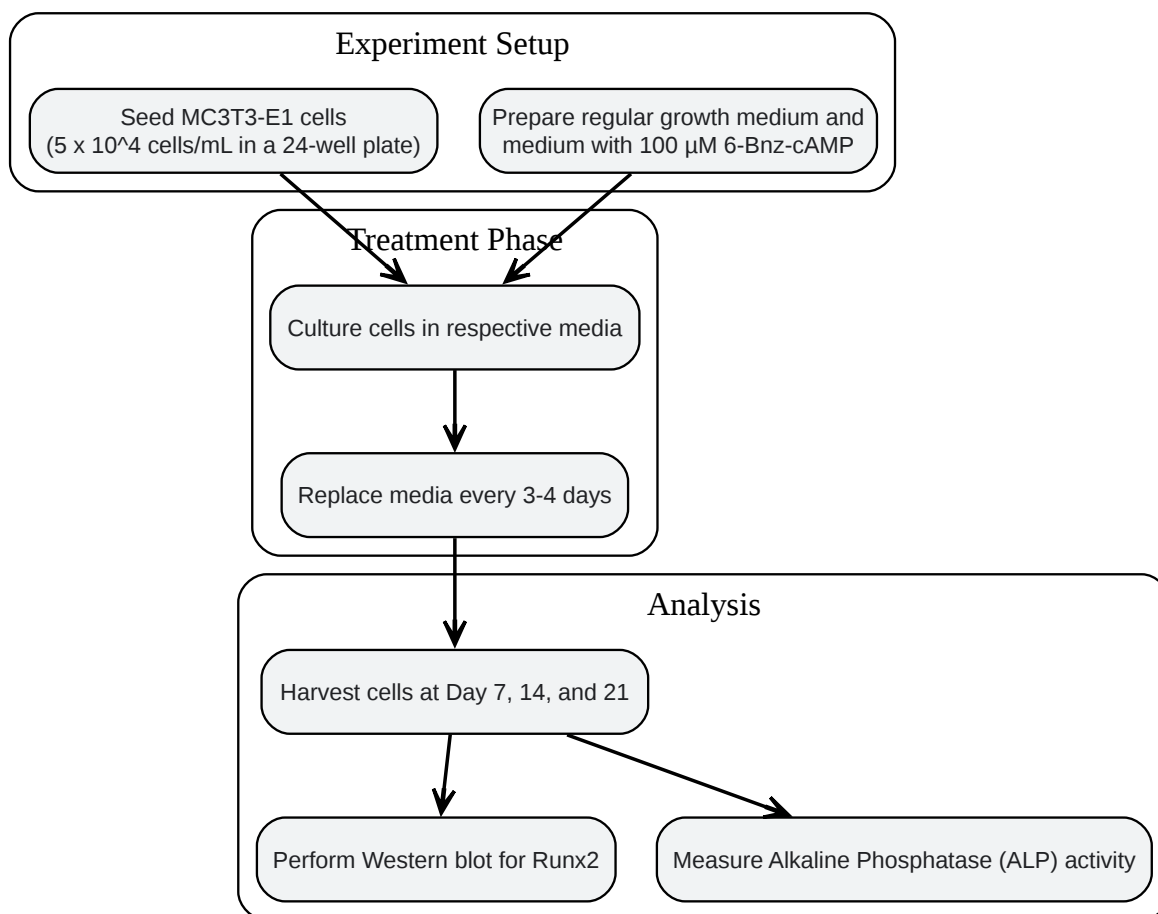 Experiment Setup
Seed MC3T3-E1 cells
(5 x 10^4 cells/mL in a 24-well plate)
Prepare regular growth medium and
medium with 100 µM 6-Bnz-cAMP
Treatment Phase
Culture cells in respective media
Replace media every 3-4 days
Analysis
Harvest cells at Day 7, 14, and 21
Perform Western blot for Runx2
Measure Alkaline Phosphatase (ALP) activity